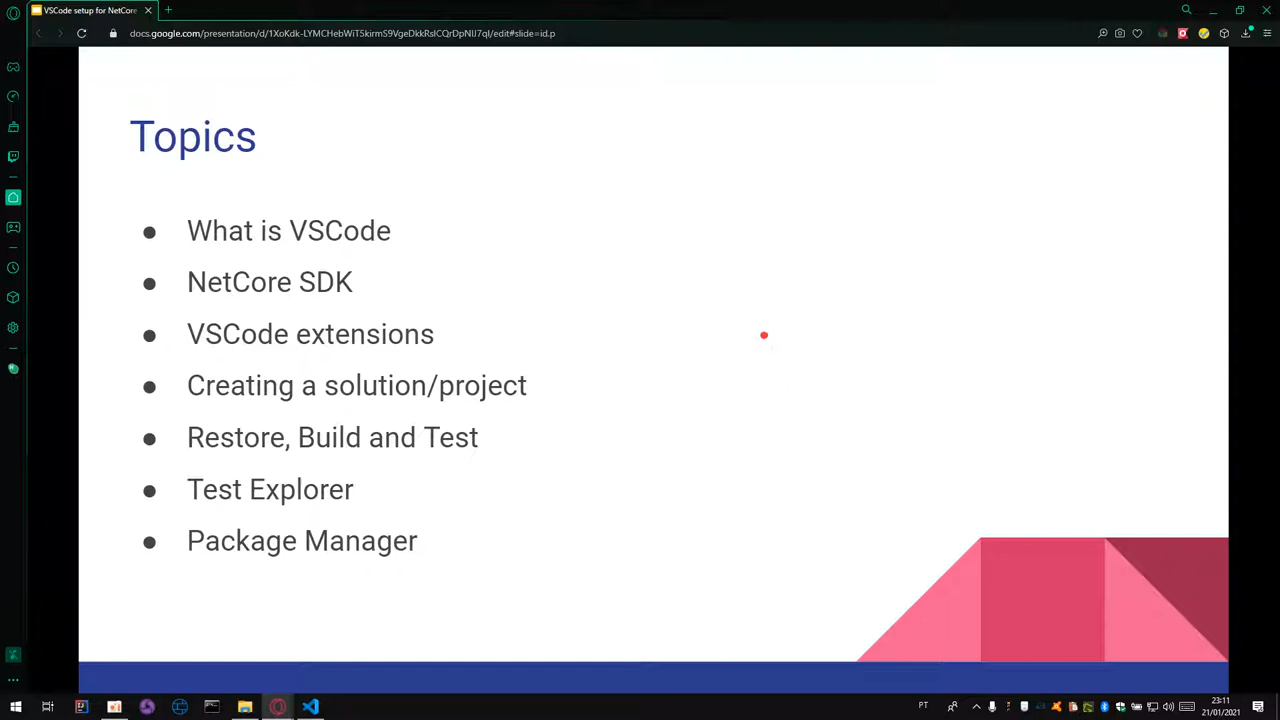 VSCode setup for NetCore
docs.google.com/presentation/d/1XoKdk-LYMCHebWiT5kirmS9VgeDkkRslCQrDpNlIJ7qI/edit#slide=id.p
Topics
● What is VSCode
● NetCore SDK
● VSCode extensions
● Creating a solution/project
● Restore, Build and Test
● Test Explorer
● Package Manager
PT
23:11
21/01/2021